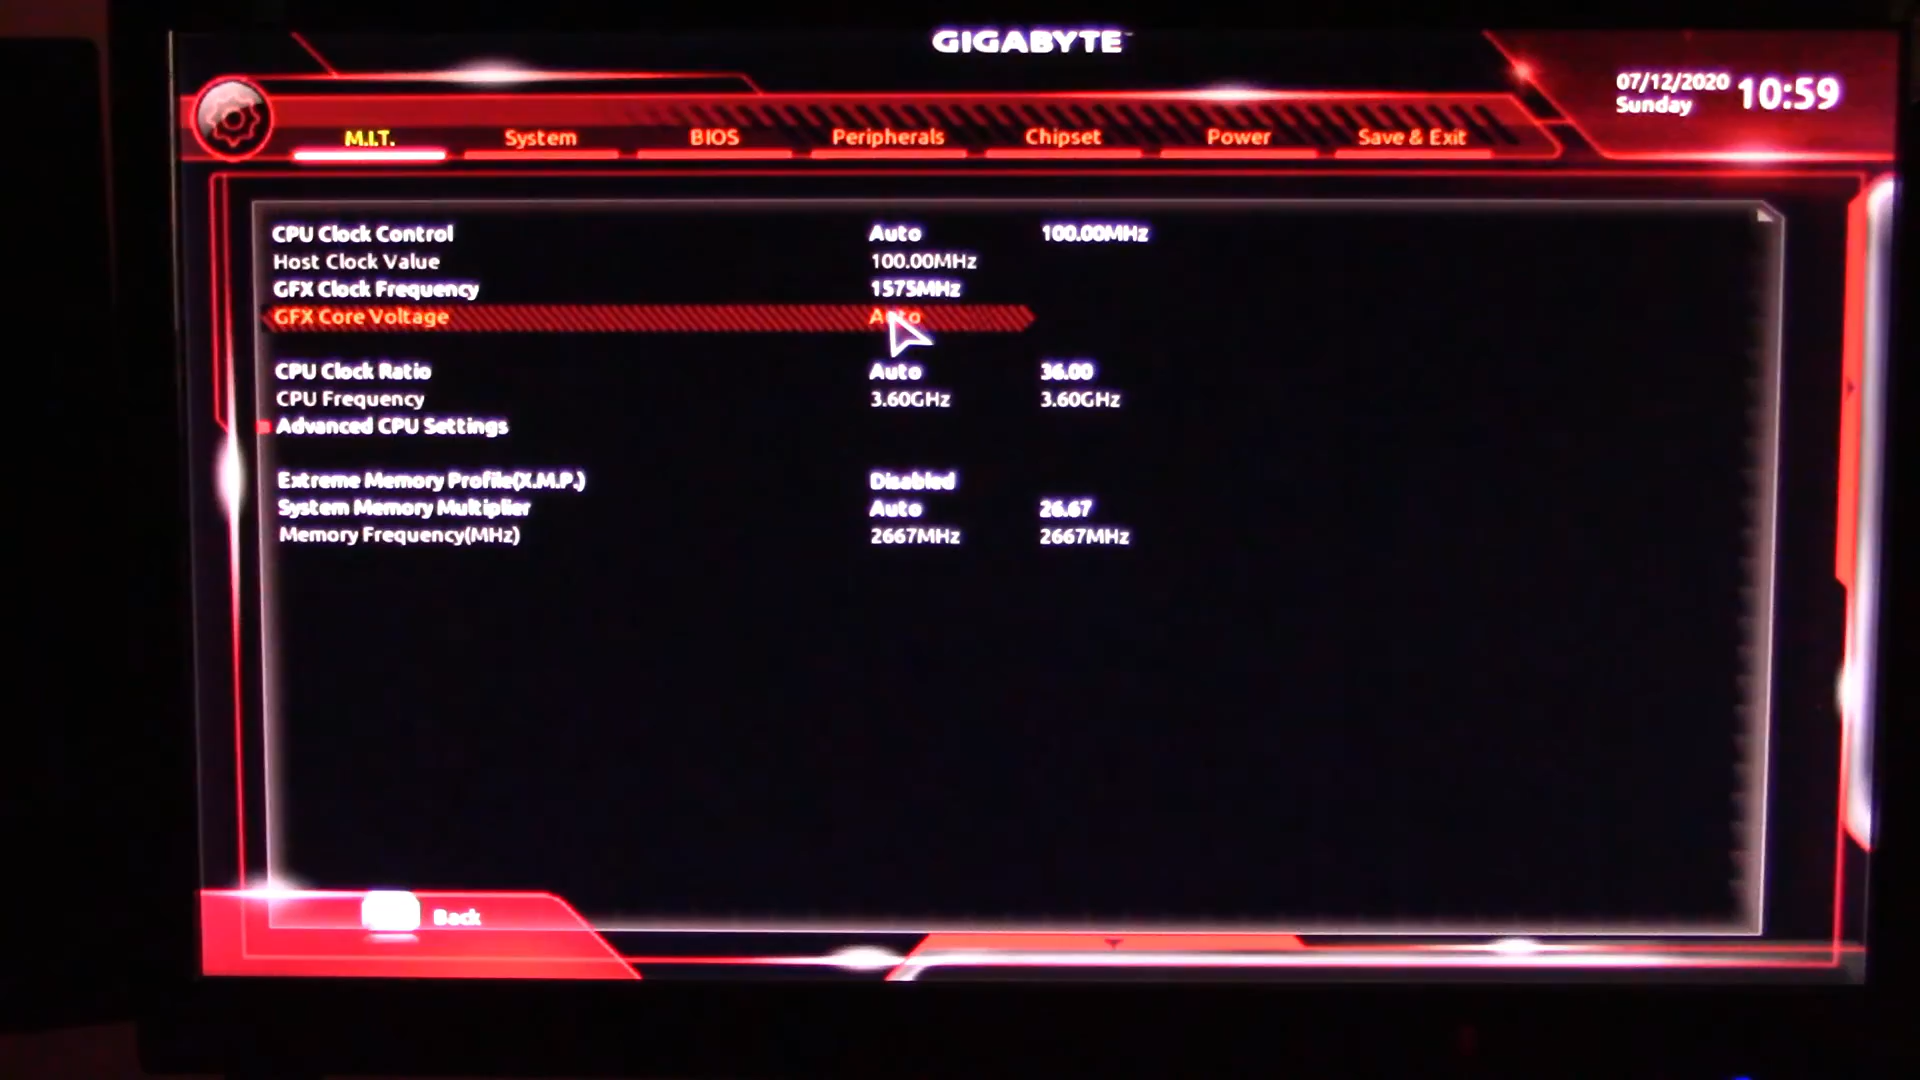 GIGABYTE
07/12/2020
Sunday
10:59
M.I.T. System BIOS Peripherals Chipset Power Save & Exit
CPU Clock Control Auto 100.00MHz
Host Clock Value 100.00MHz
GFX Clock Frequency 1575MHz
GFX Core Voltage Auto
CPU Clock Ratio Auto 36.00
CPU Frequency 3.60GHz 3.60GHz
Advanced CPU Settings
Extreme Memory Profile(X.M.P.) Disabled
System Memory Multiplier Auto 26.67
Memory Frequency(MHz) 2667MHz 2667MHz
Back